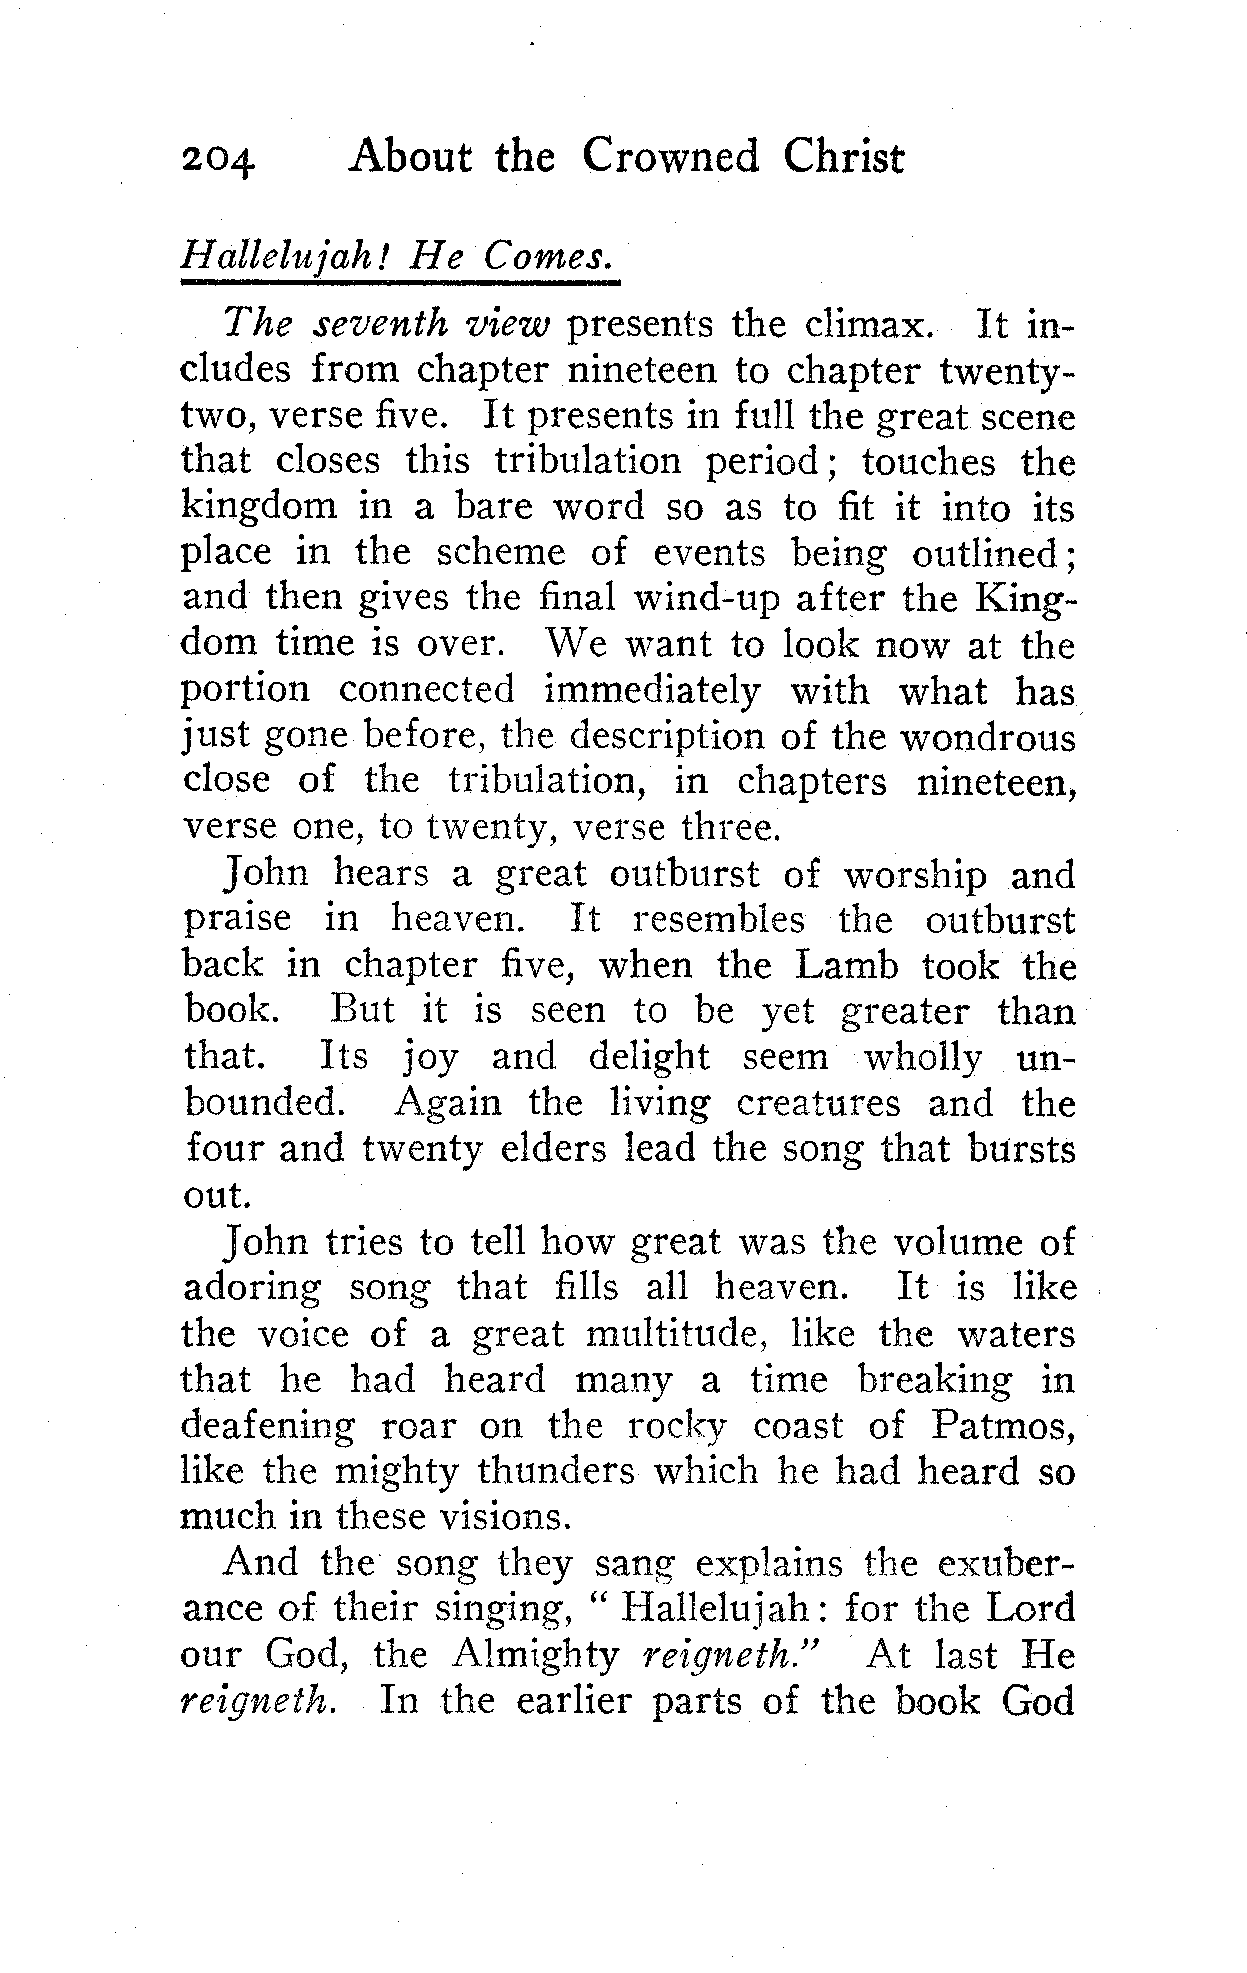 204 About the Crowned Christ
Hallelujah! He Comes.
The seventh view presents the climax. It in-
cludes from chapter nineteen to chapter twenty-
two, verse five. It presents in full the great scene
that closes this tribulation period; touches the
kingdom in a bare word so as to fit it into its
place in the scheme of events being outlined;
and then gives the final wind-up after the King-
dom time is over. We want to look now at the
portion connected immediately with what has
just gone before, the description of the wondrous
close of the tribulation, in chapters nineteen,
verse one, to twenty, verse three.
John hears a great outburst of worship and
praise in heaven. It resembles the outburst
back in chapter five, when the Lamb took the
book. But it is seen to be yet greater than
that. Its joy and delight seem wholly un-
bounded. Again the living creatures and the
four and twenty elders lead the song that bursts
out.
John tries to tell how great was the volume of
adoring song that fills all heaven. It is like
the voice of a great multitude, like the waters
that he had heard many a time breaking in
deafening roar on the rocky coast of Patmos,
like the mighty thunders which he had heard so
much in these visions.
And the song they sang explains the exuber-
ance of their singing, " Hallelujah: for the Lord
our God, the Almighty reigneth." At last He
reigneth. In the earlier parts of the book God